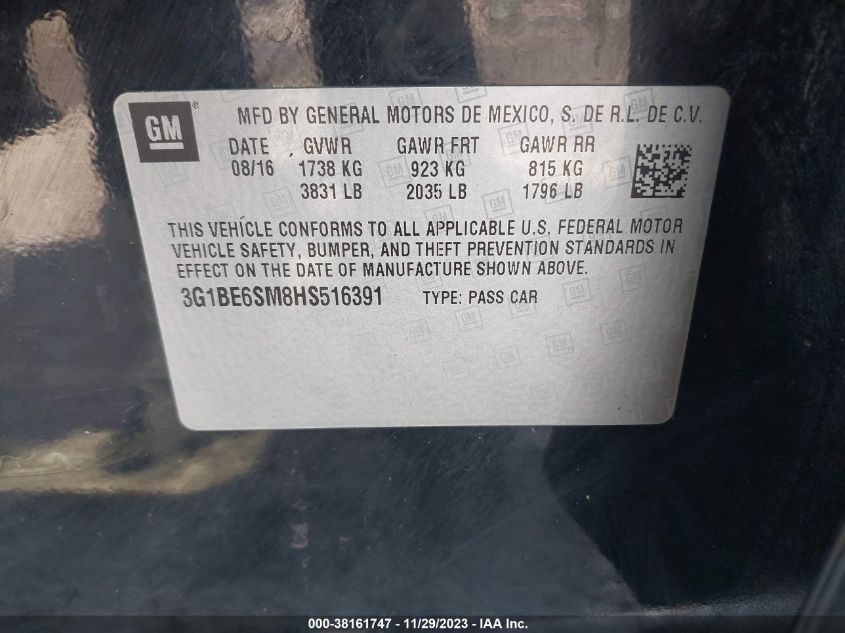 GM ® MFD BY GENERAL MOTORS DE MEXICO, S. DE R.L. DE C.V.
DATE GVWR GAWR FRT GAWR RR
08/16 1738 KG 923 KG 815 KG
3831 LB 2035 LB 1796 LB
THIS VEHICLE CONFORMS TO ALL APPLICABLE U.S. FEDERAL MOTOR
VEHICLE SAFETY, BUMPER, AND THEFT PREVENTION STANDARDS IN
EFFECT ON THE DATE OF MANUFACTURE SHOWN ABOVE.
3G1BE6SM8HS516391 TYPE: PASS CAR
000-38161747 - 11/29/2023 - IAA Inc.